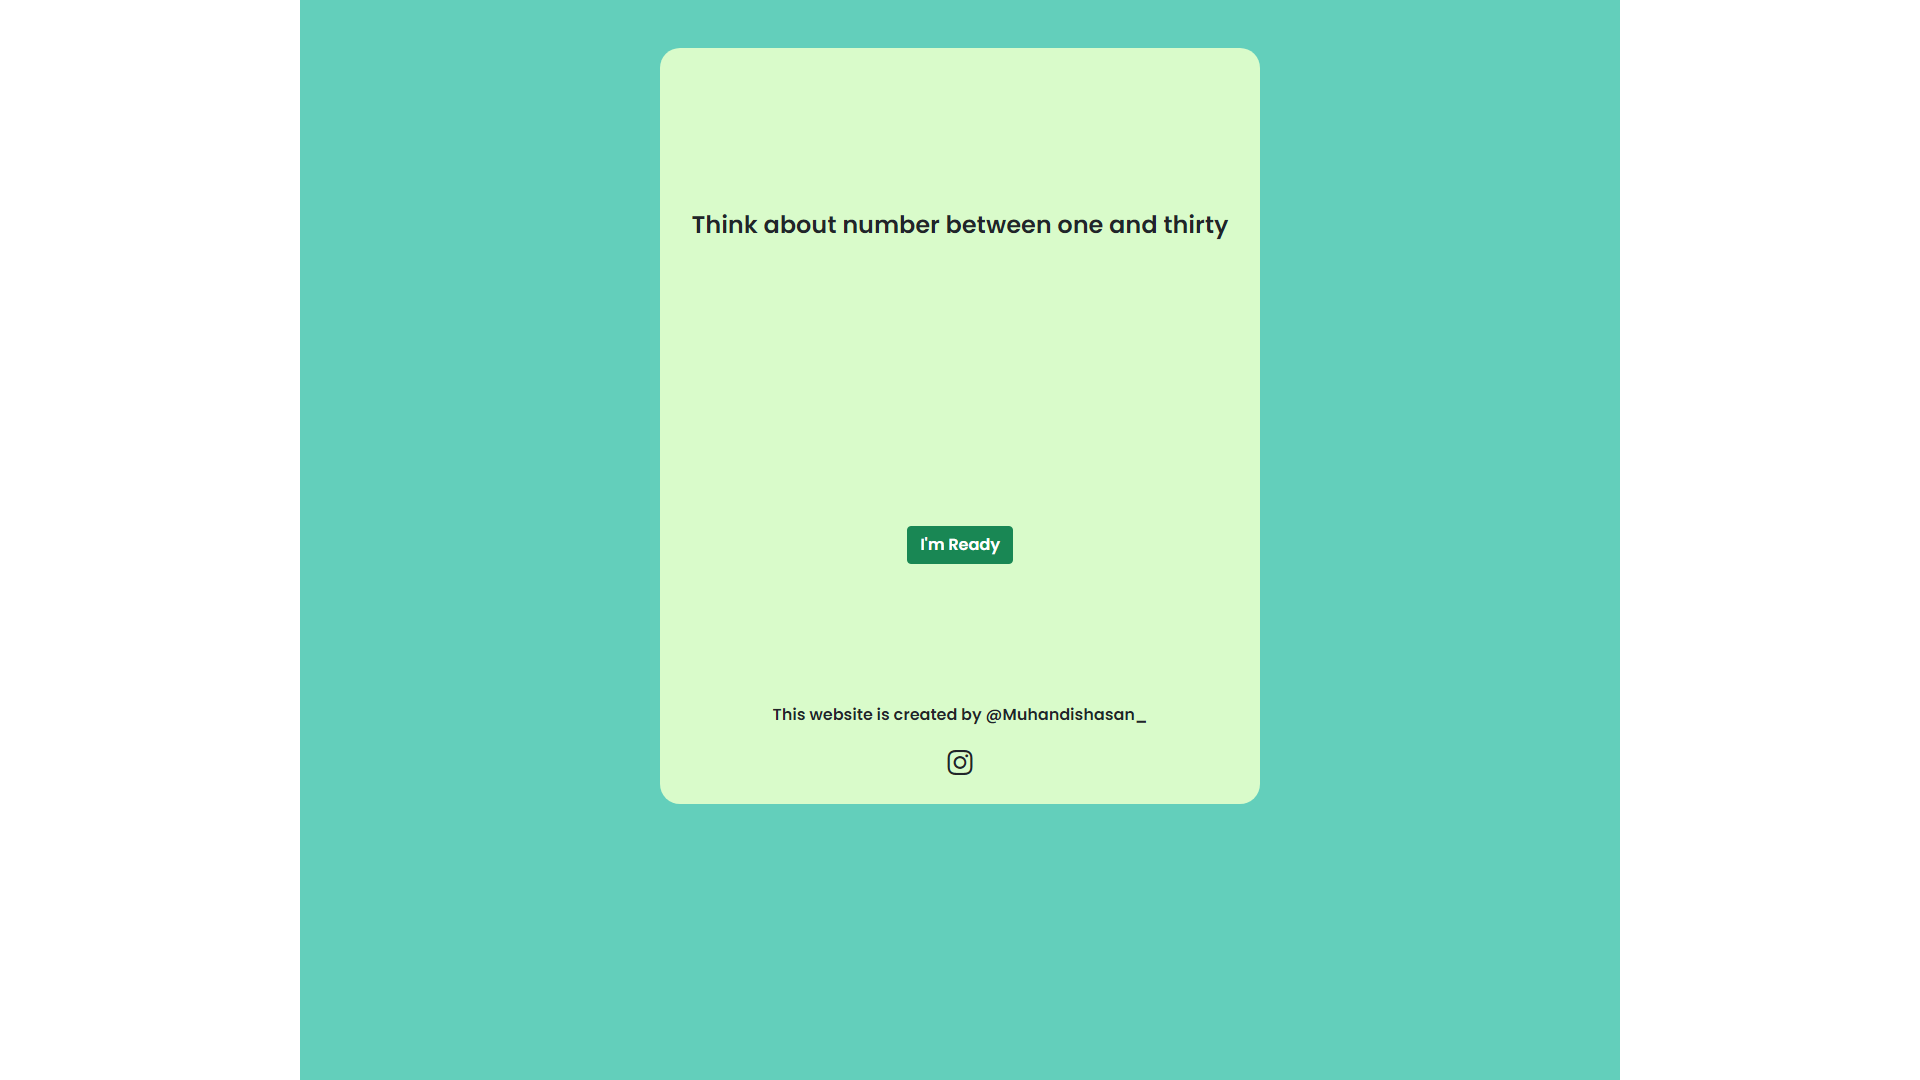 Think about number between one and thirty
I'm Ready
This website is created by @Muhandishasan_